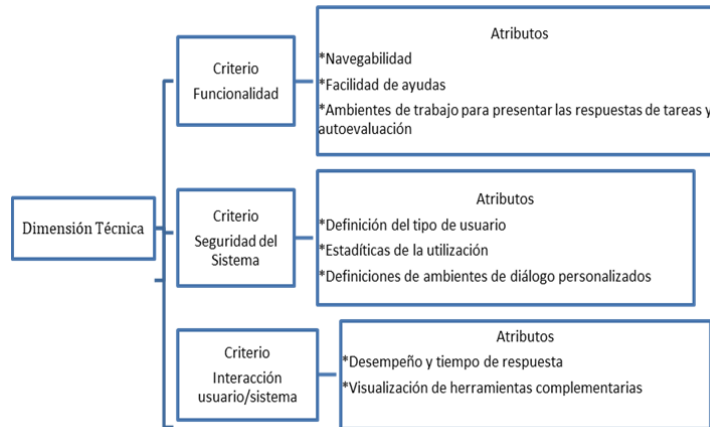 Dimensión Técnica
Criterio
Funcionalidad
Atributos
*Navegabilidad
*Facilidad de ayudas
*Ambientes de trabajo para presentar las respuestas de tareas y
autoevaluación
Criterio
Seguridad del
Sistema
Atributos
*Definición del tipo de usuario
*Estadíticas de la utilización
*Definiciones de ambientes de diálogo personalizados
Criterio
Interacción
usuario/sistema
Atributos
*Desempeño y tiempo de respuesta
*Visualización de herramientas complementarias